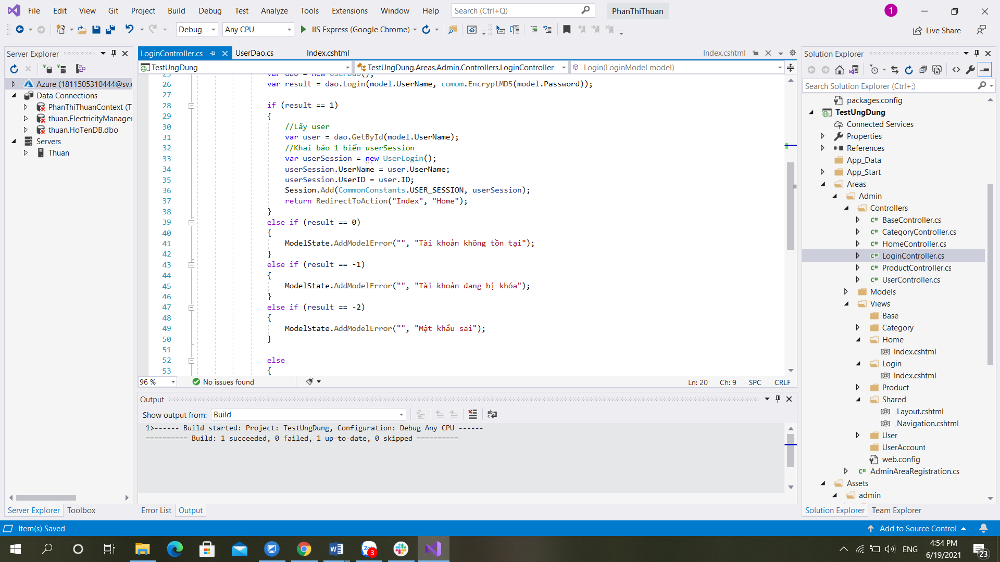 File Edit View Git Project Build Debug Test Analyze Tools Extensions Window Help Search (Ctrl+Q) PhanThiThuan 1
Debug Any CPU IIS Express (Google Chrome) Live Share
Server Explorer
Azure (1811505310444@sv.u
Data Connections
PhanThiThuanContext (T
thuan.ElectricityManager
thuan.HoTenDB.dbo
Servers
Thuan
Server Explorer Toolbox
LoginController.cs UserDao.cs Index.cshtml Index.cshtml
TestUngDung TestUngDung.Areas.Admin.Controllers.LoginController Login(LoginModel model)
25 var dao = new UserDao();
26 var result = dao.Login(model.UserName, comom.EncryptMD5(model.Password));
27
28 if (result == 1)
29 {
30 //Lấy user
31 var user = dao.GetById(model.UserName);
32 //Khai báo 1 biến userSession
33 var userSession = new UserLogin();
34 userSession.UserName = user.UserName;
35 userSession.UserID = user.ID;
36 Session.Add(CommonConstants.USER_SESSION, userSession);
37 return RedirectToAction("Index", "Home");
38 }
39 else if (result == 0)
40 {
41 ModelState.AddModelError("", "Tài khoản không tồn tại");
42 }
43 else if (result == -1)
44 {
45 ModelState.AddModelError("", "Tài khoản đang bị khóa");
46 }
47 else if (result == -2)
48 {
49 ModelState.AddModelError("", "Mật khẩu sai");
50 }
51
52 else
53 {
96 % No issues found Ln: 20 Ch: 9 SPC CRLF
Output
Show output from: Build
1>------ Build started: Project: TestUngDung, Configuration: Debug Any CPU ------
========== Build: 1 succeeded, 0 failed, 1 up-to-date, 0 skipped ==========
Error List Output
Solution Explorer
Search Solution Explorer (Ctrl+;)
packages.config
TestUngDung
Connected Services
Properties
References
App_Data
App_Start
Areas
Admin
Controllers
C# BaseController.cs
C# CategoryController.cs
C# HomeController.cs
C# LoginController.cs
C# ProductController.cs
C# UserController.cs
Models
Views
Base
Category
Home
[@] Index.cshtml
Login
[@] Index.cshtml
Product
Shared
[@] _Layout.cshtml
[@] _Navigation.cshtml
User
UserAccount
web.config
C# AdminAreaRegistration.cs
Assets
admin
Solution Explorer Team Explorer
Item(s) Saved Add to Source Control
3 ENG 4:54 PM
6/19/2021 23